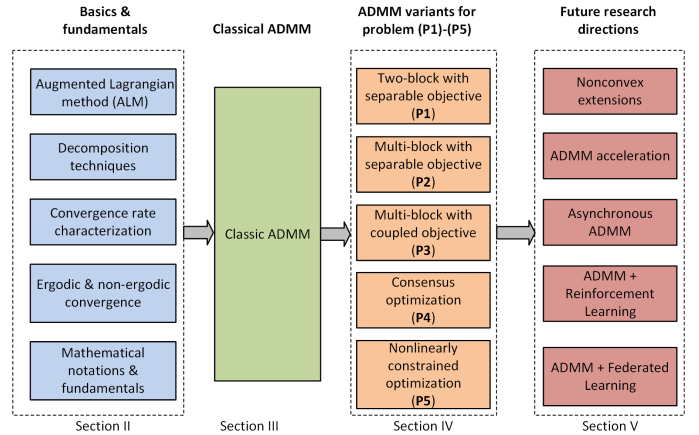 Basics &
fundamentals
Classical ADMM
ADMM variants for
problem (P1)-(P5)
Future research
directions
Augmented Lagrangian
method (ALM)
Decomposition
techniques
Convergence rate
characterization
Ergodic & non-ergodic
convergence
Mathematical
notations &
fundamentals
Classic ADMM
Two-block with
separable objective
(P1)
Multi-block with
separable objective
(P2)
Multi-block with
coupled objective
(P3)
Consensus
optimization
(P4)
Nonlinearly
constrained
optimization
(P5)
Nonconvex
extensions
ADMM acceleration
Asynchronous
ADMM
ADMM +
Reinforcement
Learning
ADMM + Federated
Learning
Section II
Section III
Section IV
Section V